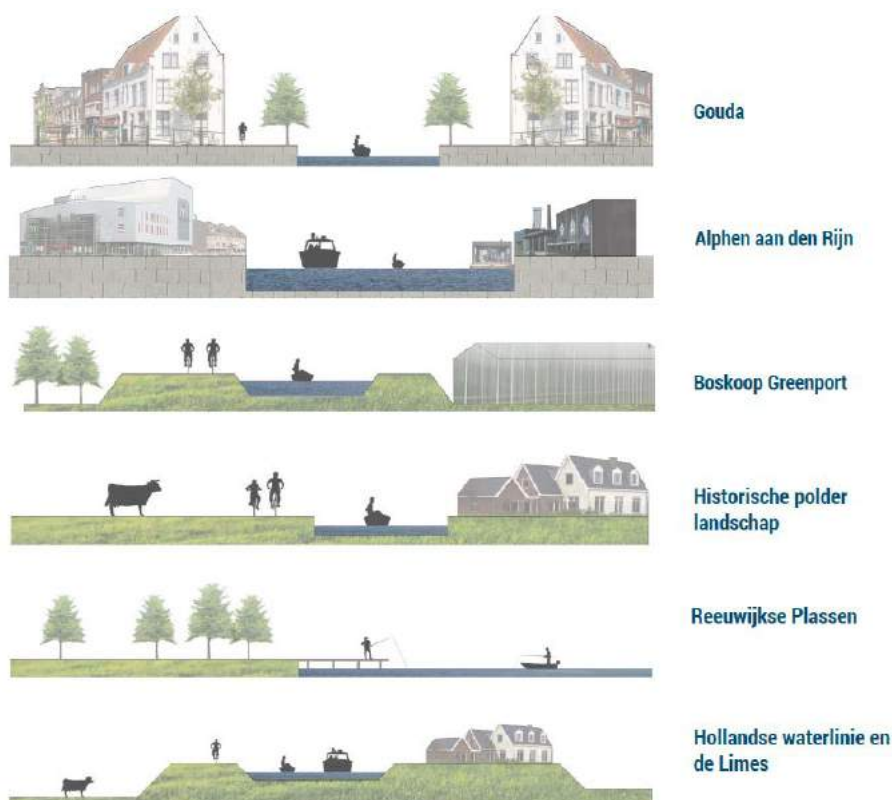 Gouda
Alphen aan den Rijn
Boskoop Greenport
Historische polder
landschap
Reeuwijkse Plassen
Hollandse waterlinie en
de Limes